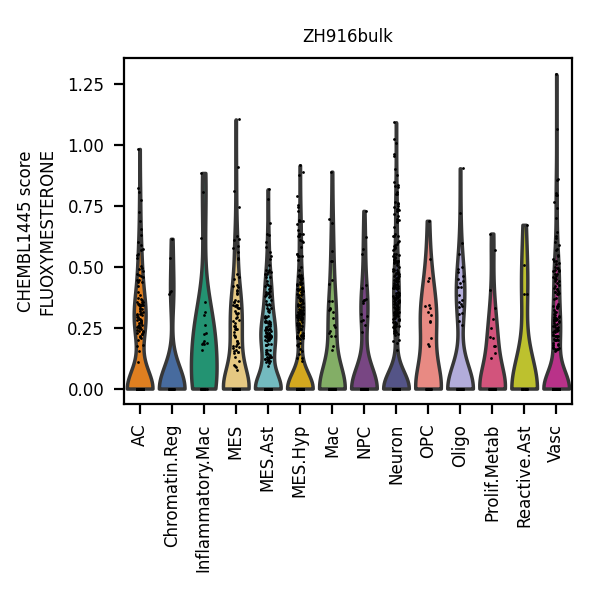 ZH916bulk
CHEMBL1445 score
FLUOXYMESTERONE
1.25
1.00
0.75
0.50
0.25
0.00
AC
Chromatin.Reg
Inflammatory.Mac
MES
MES.Ast
MES.Hyp
Mac
NPC
Neuron
OPC
Oligo
Prolif.Metab
Reactive.Ast
Vasc